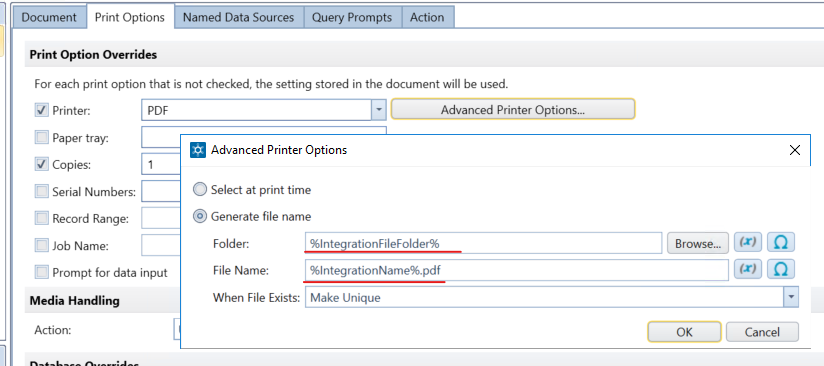 Document Print Options Named Data Sources Query Prompts Action
Print Option Overrides
For each print option that is not checked, the setting stored in the document will be used.
Printer: PDF Advanced Printer Options...
Paper tray:
Advanced Printer Options
Copies: 1
Select at print time
Serial Numbers:
Generate file name
Record Range:
Folder: %IntegrationFileFolder% Browse... (x) Ω
Job Name:
File Name: %IntegrationName%.pdf (x) Ω
Prompt for data input
When File Exists: Make Unique
Media Handling
Action:
OK Cancel
Database Overrides